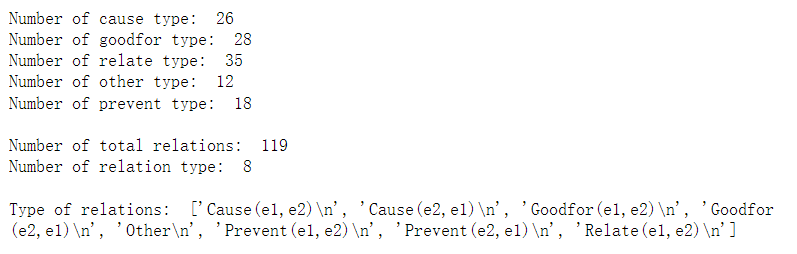 Number of cause type:  26
Number of goodfor type:  28
Number of relate type:  35
Number of other type:  12
Number of prevent type:  18
Number of total relations:  119
Number of relation type:  8
Type of relations:  ['Cause(e1,e2)\n', 'Cause(e2,e1)\n', 'Goodfor(e1,e2)\n', 'Goodfor
(e2,e1)\n', 'Other\n', 'Prevent(e1,e2)\n', 'Prevent(e2,e1)\n', 'Relate(e1,e2)\n']